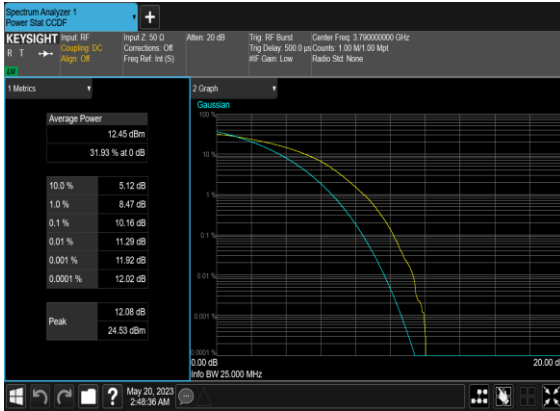 Spectrum Analyzer 1
Power Stat CCDF
+
KEYSIGHT
R T
LV
Input: RF
Coupling: DC
Align: Off
Input Z: 50 Ω
Corrections: Off
Freq Ref: Int (S)
Atten: 20 dB
Trig: RF Burst
Trig Delay: 500.0 µs
#IF Gain: Low
Center Freq: 3.790000000 GHz
Counts: 1.00 M/1.00 Mpt
Radio Std: None
1 Metrics
Average Power
12.45 dBm
31.93 % at 0 dB
10.0 % 5.12 dB
1.0 % 8.47 dB
0.1 % 10.16 dB
0.01 % 11.29 dB
0.001 % 11.92 dB
0.0001 % 12.02 dB
Peak
12.08 dB
24.53 dBm
2 Graph
Gaussian
100 %
10 %
1 %
0.1 %
0.01 %
0.001 %
0.0001 %
0.00 dB
20.00 d
Info BW 25.000 MHz
?
May 20, 2023
2:48:36 AM